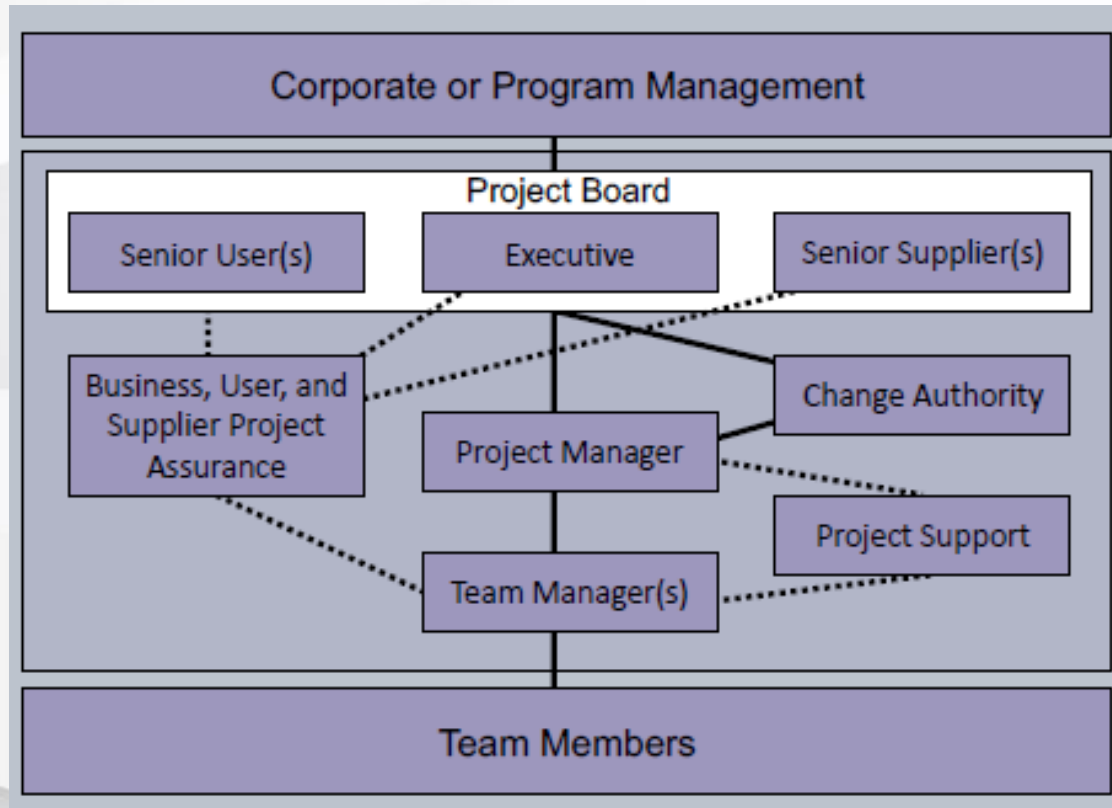 Corporate or Program Management
Project Board
Senior User(s)
Executive
Senior Supplier(s)
Business, User, and
Supplier Project
Assurance
Change Authority
Project Manager
Project Support
Team Manager(s)
Team Members